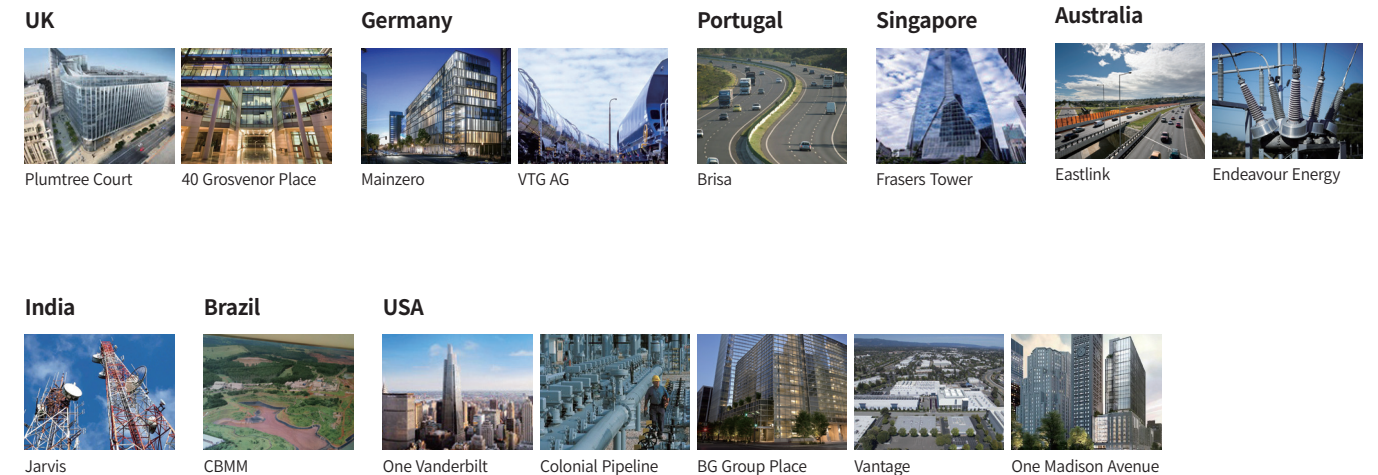 UK
Germany
Portugal
Singapore
Australia
Plumtree Court
40 Grosvenor Place
Mainzero
VTG AG
Brisa
Frasers Tower
Eastlink
Endeavour Energy
India
Brazil
USA
Jarvis
CBMM
One Vanderbilt
Colonial Pipeline
BG Group Place
Vantage
One Madison Avenue